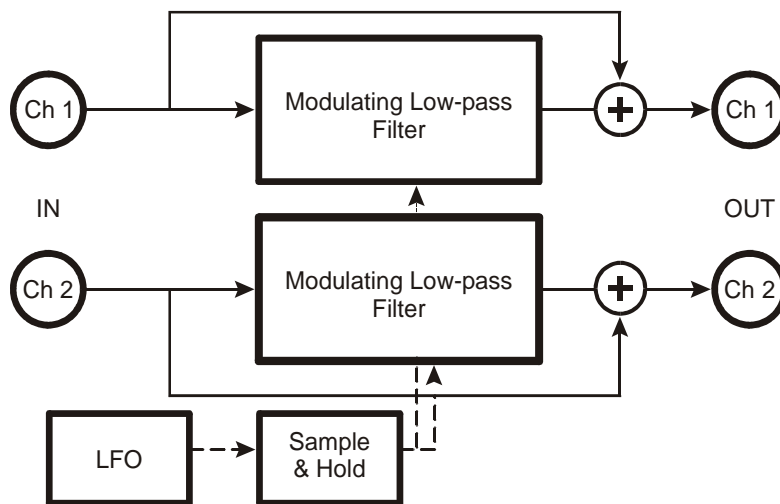 Ch 1
Modulating Low-pass
Filter
+
Ch 1
IN
OUT
Ch 2
Modulating Low-pass
Filter
+
Ch 2
LFO
Sample
& Hold